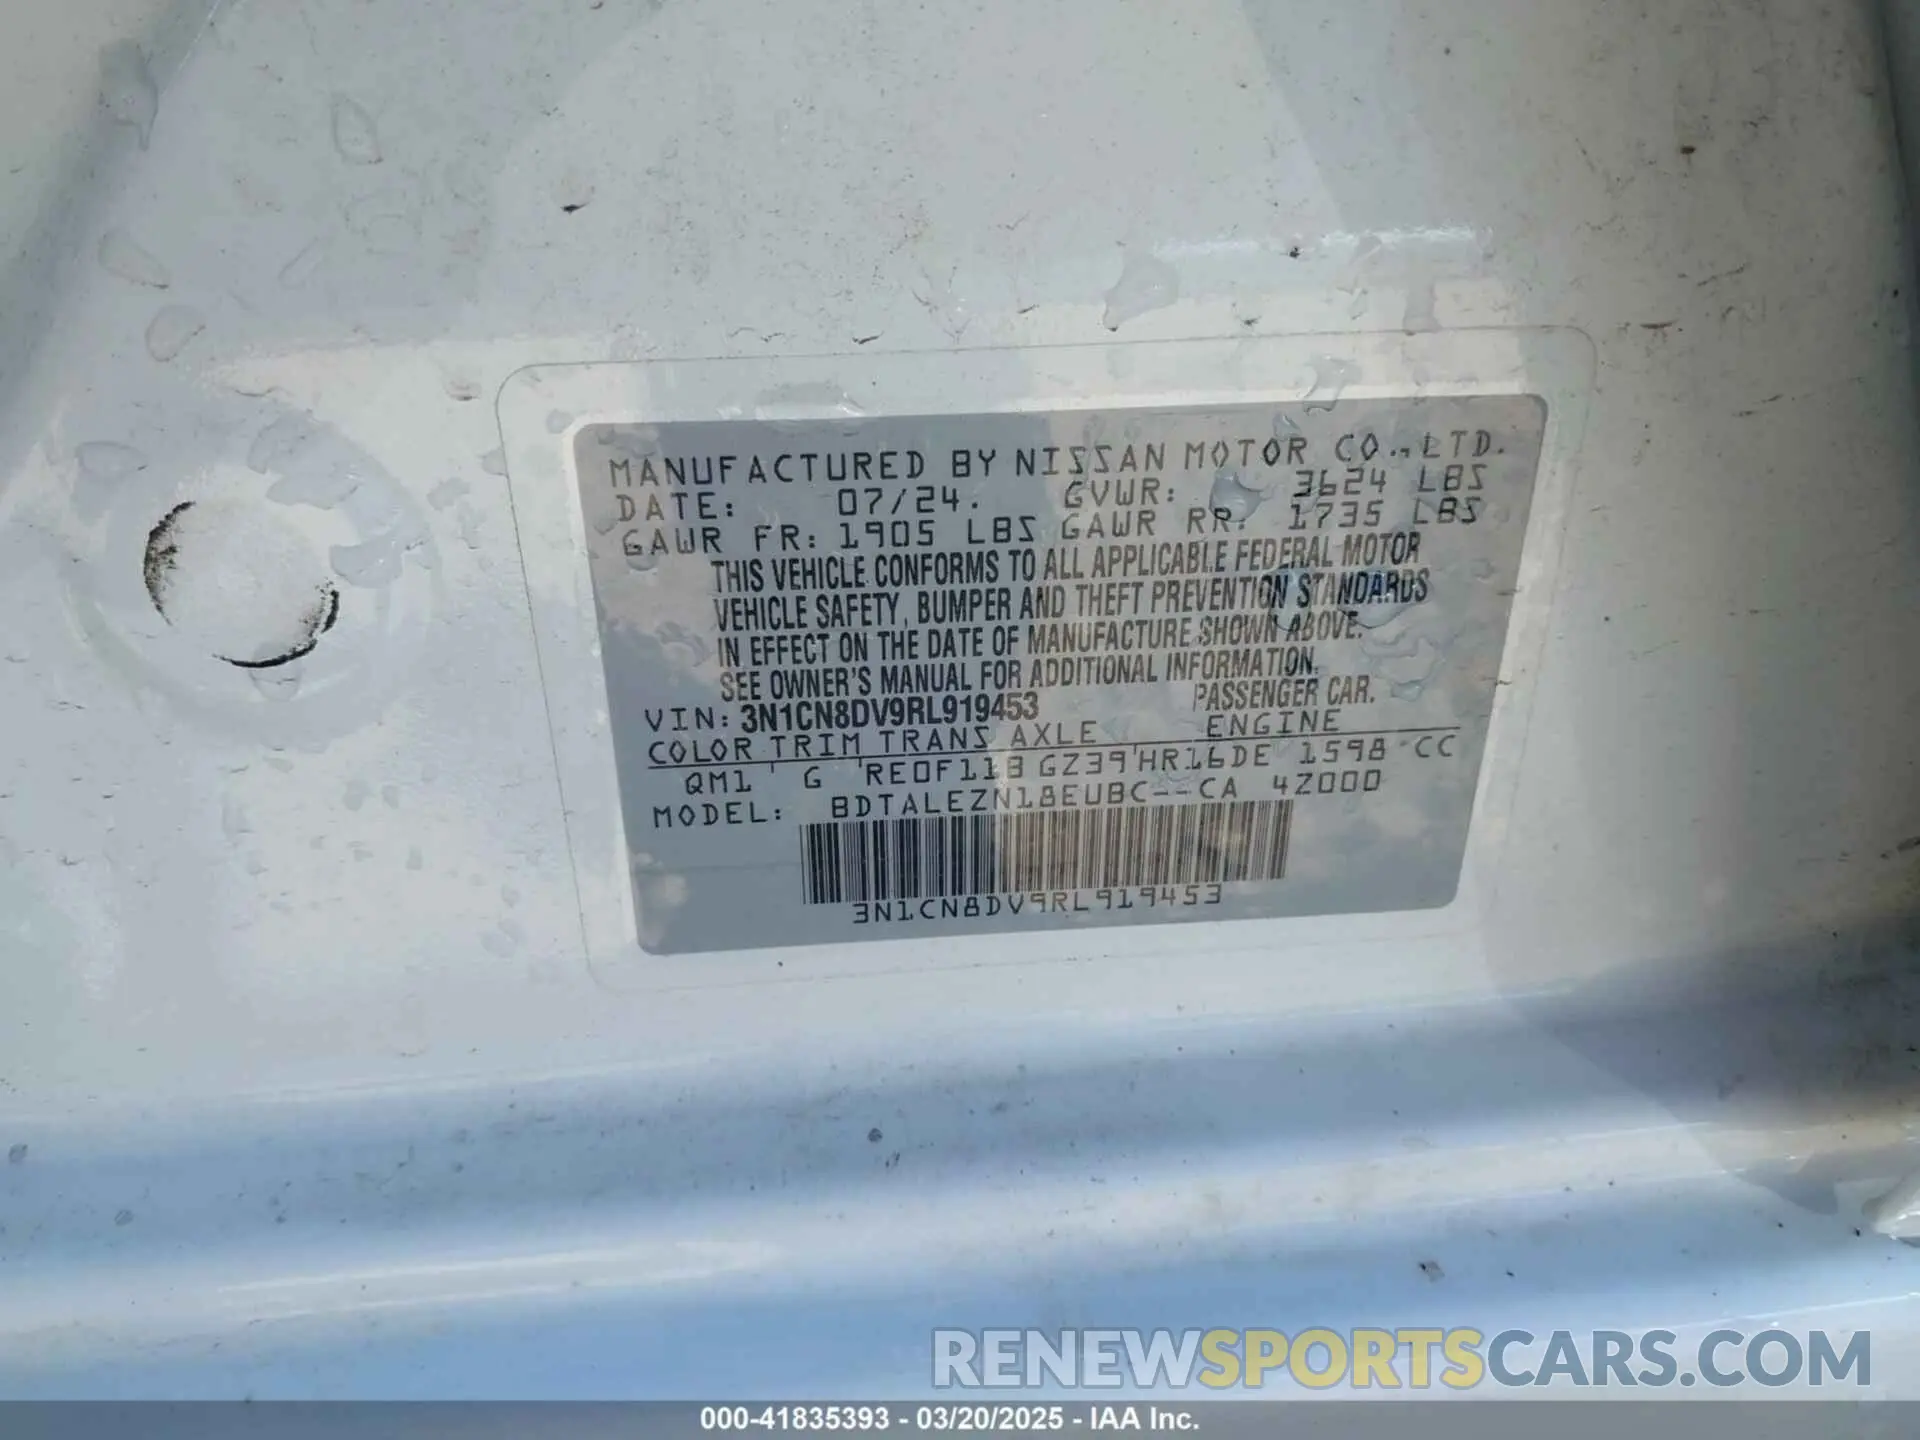 MANUFACTURED BY NISSAN MOTOR CO., LTD.
DATE: 07/24. GVWR: 3624 LBS
GAWR FR: 1905 LBS GAWR RR: 1735 LBS
THIS VEHICLE CONFORMS TO ALL APPLICABLE FEDERAL MOTOR
VEHICLE SAFETY, BUMPER AND THEFT PREVENTION STANDARDS
IN EFFECT ON THE DATE OF MANUFACTURE SHOWN ABOVE.
SEE OWNER'S MANUAL FOR ADDITIONAL INFORMATION.
VIN: 3N1CN8DV9RL919453 PASSENGER CAR.
COLOR TRIM TRANS AXLE ENGINE
QM1 ' G 'RE0F11B GZ39'HR16DE 1598 CC
MODEL: BDTALEZN18EUBC--CA 4Z000
3N1CN8DV9RL919453
RENEWSPORTSCARS.COM
000-41835393 - 03/20/2025 - IAA Inc.